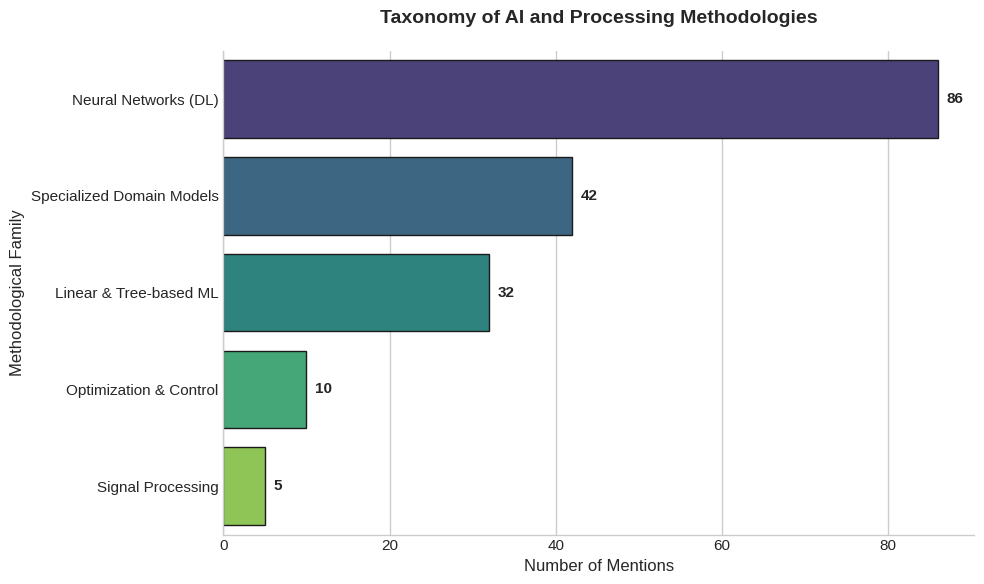 Taxonomy of AI and Processing Methodologies
Methodological Family
Neural Networks (DL)
86
Specialized Domain Models
42
Linear & Tree-based ML
32
Optimization & Control
10
Signal Processing
5
0 20 40 60 80
Number of Mentions